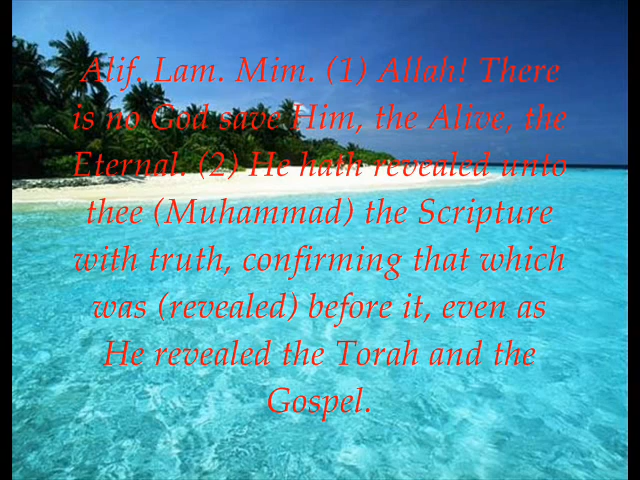 Alif. Lam. Mim. (1) Allah! There
is no God save Him, the Alive, the
Eternal. (2) He hath revealed unto
thee (Muhammad) the Scripture
with truth, confirming that which
was (revealed) before it, even as
He revealed the Torah and the
Gospel.